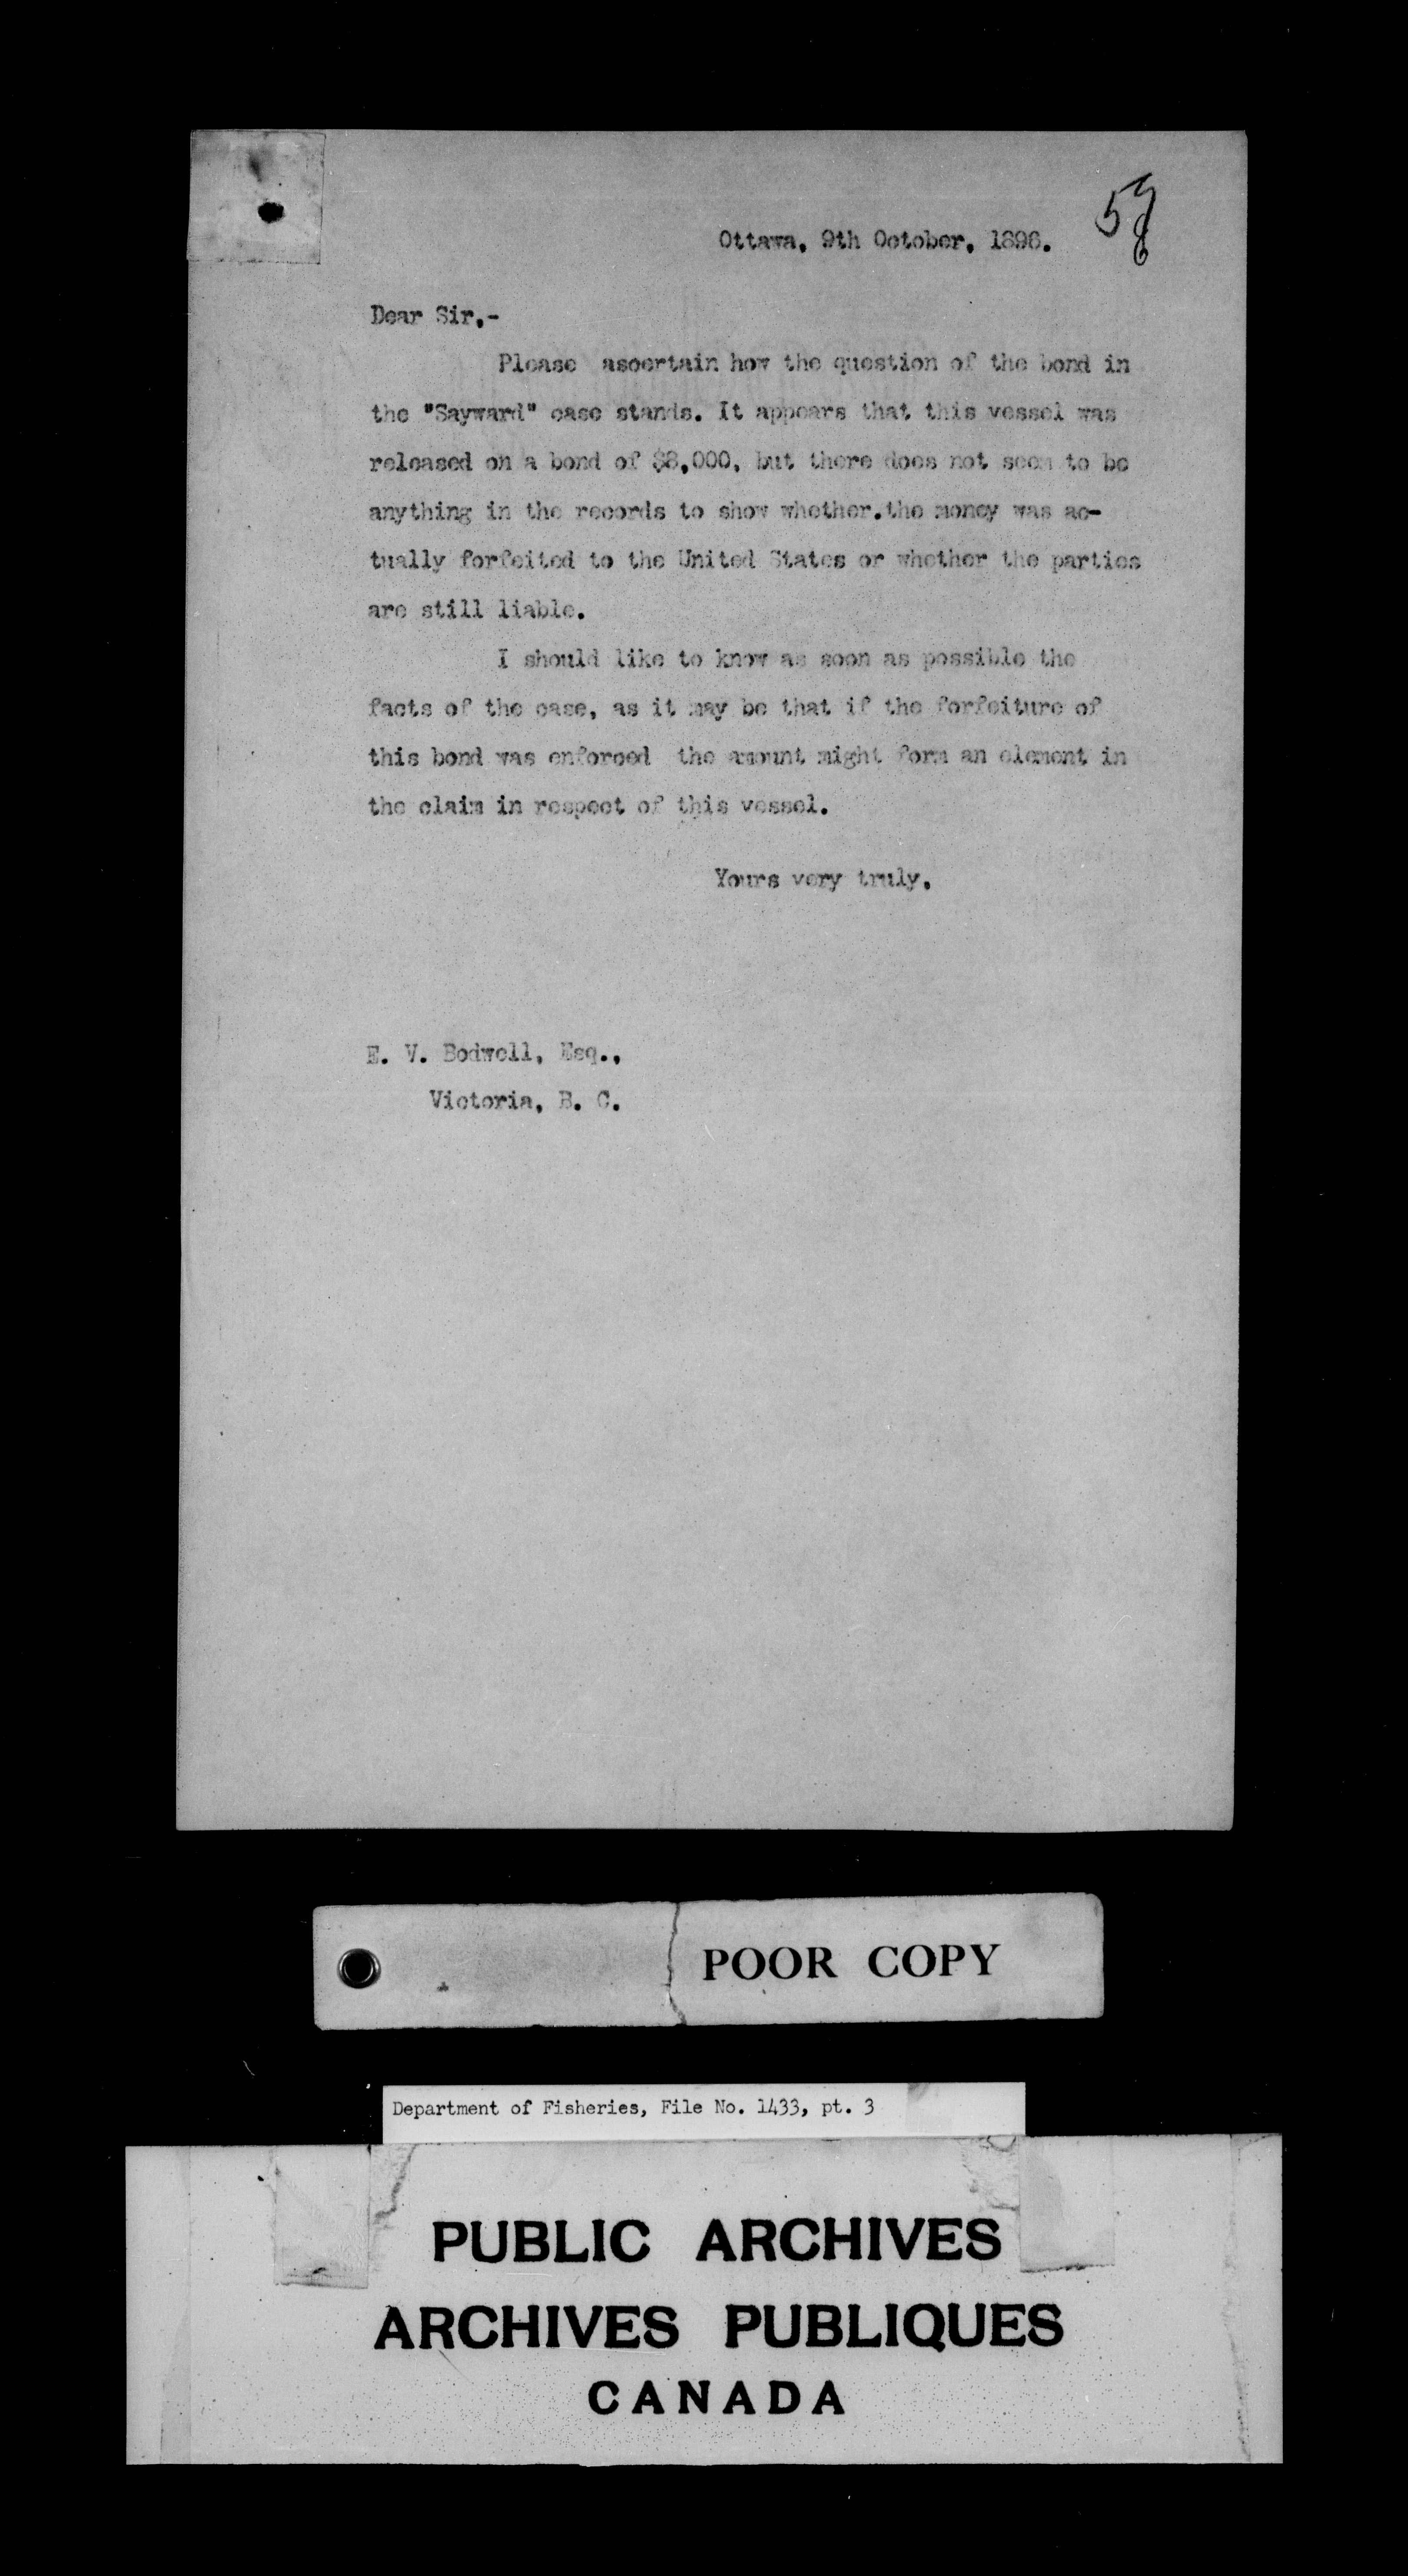 58
Ottawa, 9th October, 1896.
Dear Sir,-
Please ascertain how the question of the bond in
the "Sayward" case stands. It appears that this vessel was
released on a bond of $8,000, but there does not seem to be
anything in the records to show whether.the money was ac-
tually forfeited to the United States or whether the parties
are still liable.
I should like to know as soon as possible the
facts of the case, as it may be that if the forfeiture of
this bond was enforced the amount might form an element in
the claim in respect of this vessel.
Yours very truly,
E. V. Bodwell, Esq.,
Victoria, B. C.
POOR COPY
Department of Fisheries, File No. 1433, pt. 3
PUBLIC ARCHIVES
ARCHIVES PUBLIQUES
CANADA